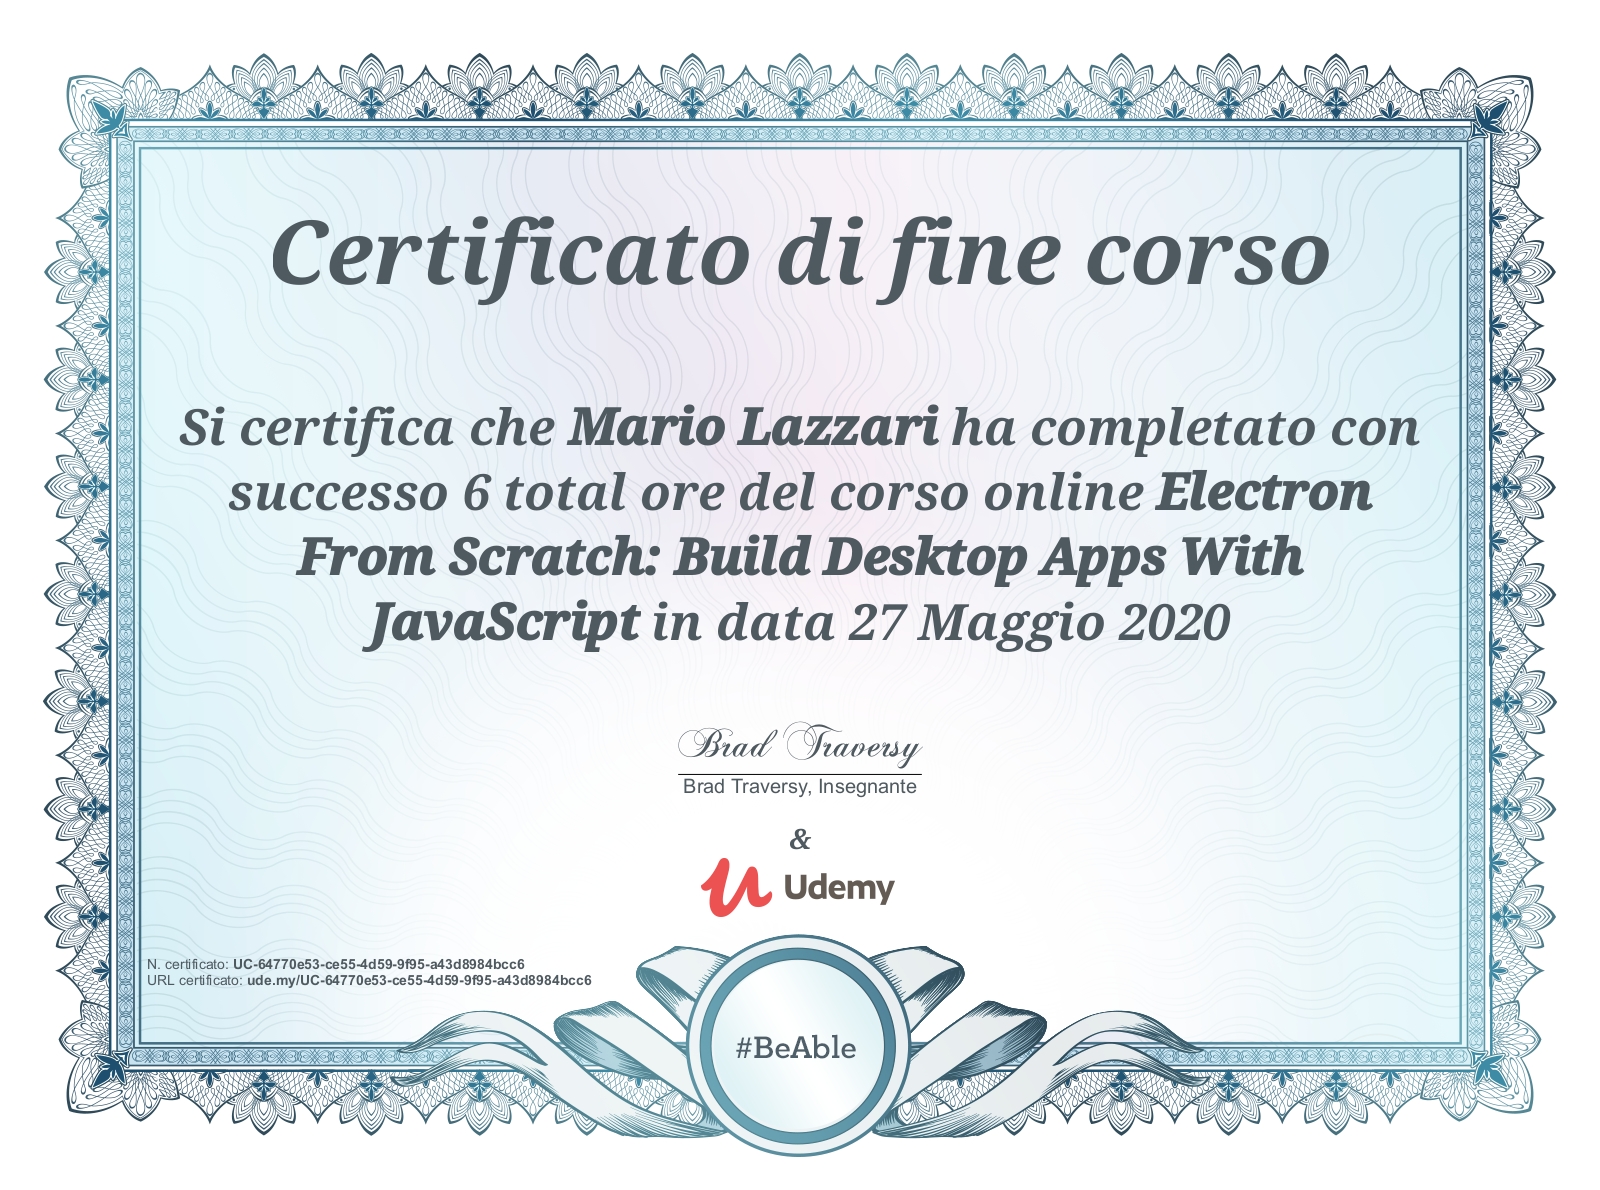 Certificato di fine corso
Si certifica che Mario Lazzari ha completato con
successo 6 total ore del corso online Electron
From Scratch: Build Desktop Apps With
JavaScript in data 27 Maggio 2020
Brad Traversy
Brad Traversy, Insegnante
&
Udemy
N. certificato: UC-64770e53-ce55-4d59-9f95-a43d8984bcc6
URL certificato: ude.my/UC-64770e53-ce55-4d59-9f95-a43d8984bcc6
#BeAble